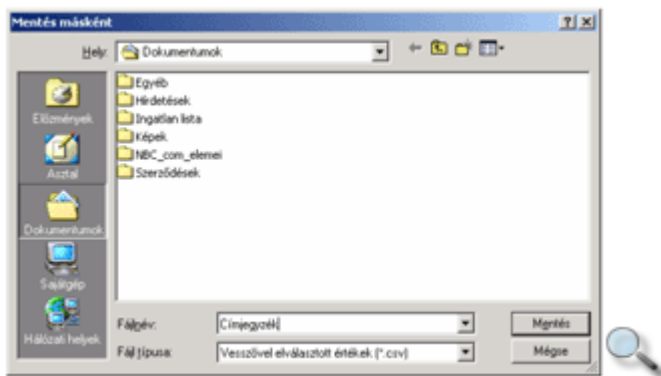 Mentés másként
Hely: Dokumentumok
Előzmények
Asztal
Dokumentumok
Sajátgép
Hálózati helyek
Egyéb
Hirdetések
Ingatlan lista
Képek
NBC_com_elemei
Szerződések
Fájlnév: Címjegyzék
Mentés
Fájl típusa: Vesszővel elválasztott értékek (*.csv)
Mégse